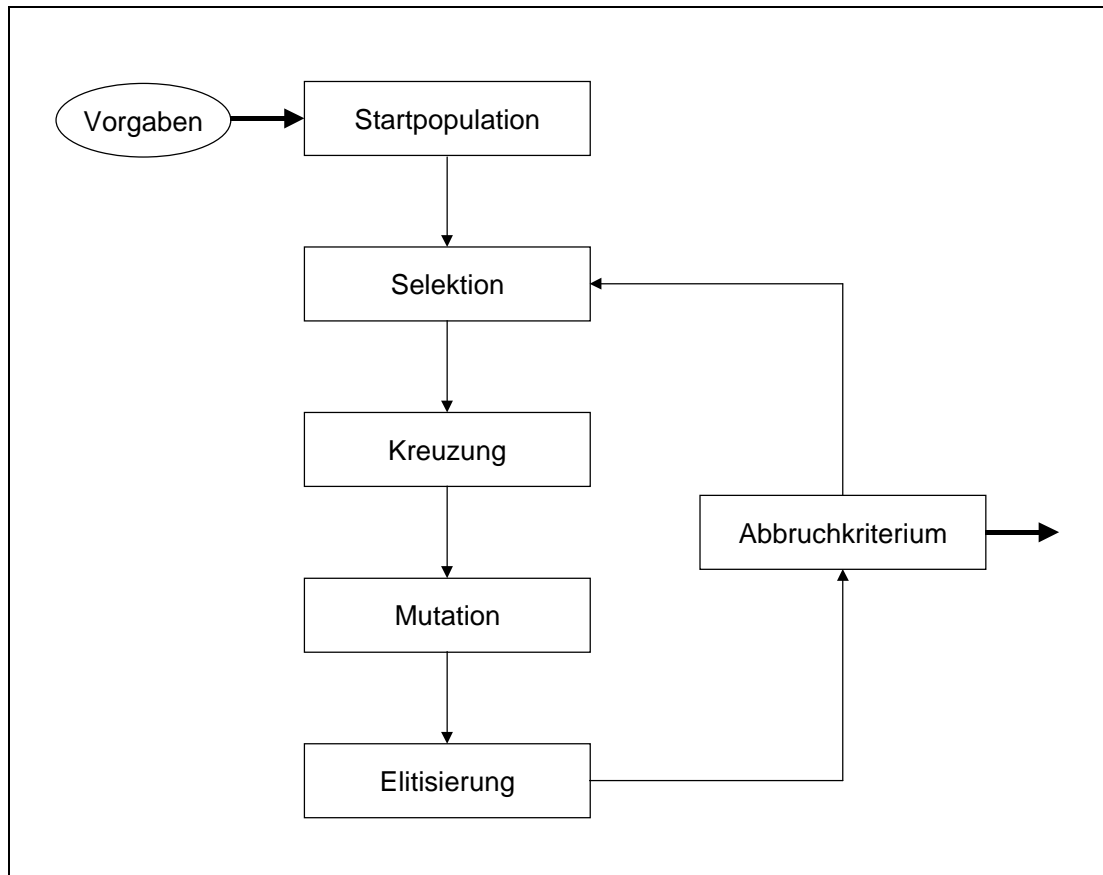 Vorgaben
Startpopulation
Selektion
Kreuzung
Abbruchkriterium
Mutation
Elitisierung